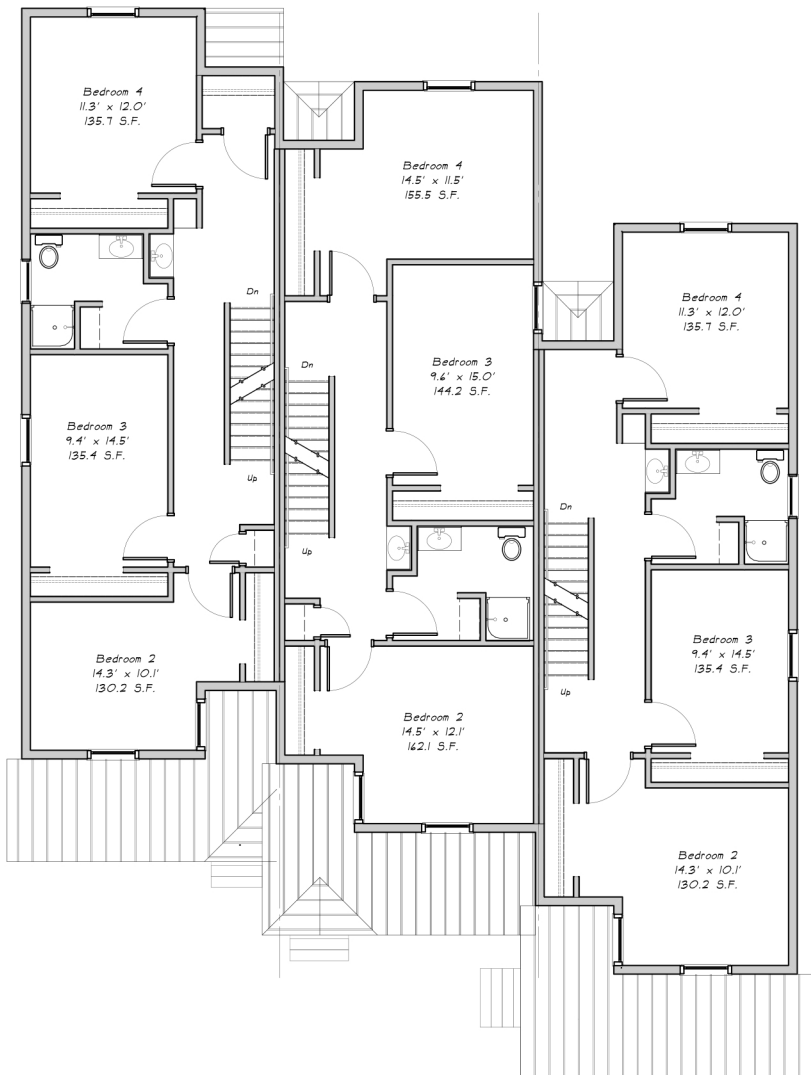 Bedroom 4
11.3' x 12.0'
135.7 S.F.
Dn
Bedroom 3
9.4' x 14.5'
135.4 S.F.
Up
Bedroom 2
14.3' x 10.1'
130.2 S.F.
Bedroom 4
14.5' x 11.5'
155.5 S.F.
Bedroom 3
9.6' x 15.0'
144.2 S.F.
Dn
Up
Bedroom 2
14.5' x 12.1'
162.1 S.F.
Bedroom 4
11.3' x 12.0'
135.7 S.F.
Dn
Bedroom 3
9.4' x 14.5'
135.4 S.F.
Up
Bedroom 2
14.3' x 10.1'
130.2 S.F.